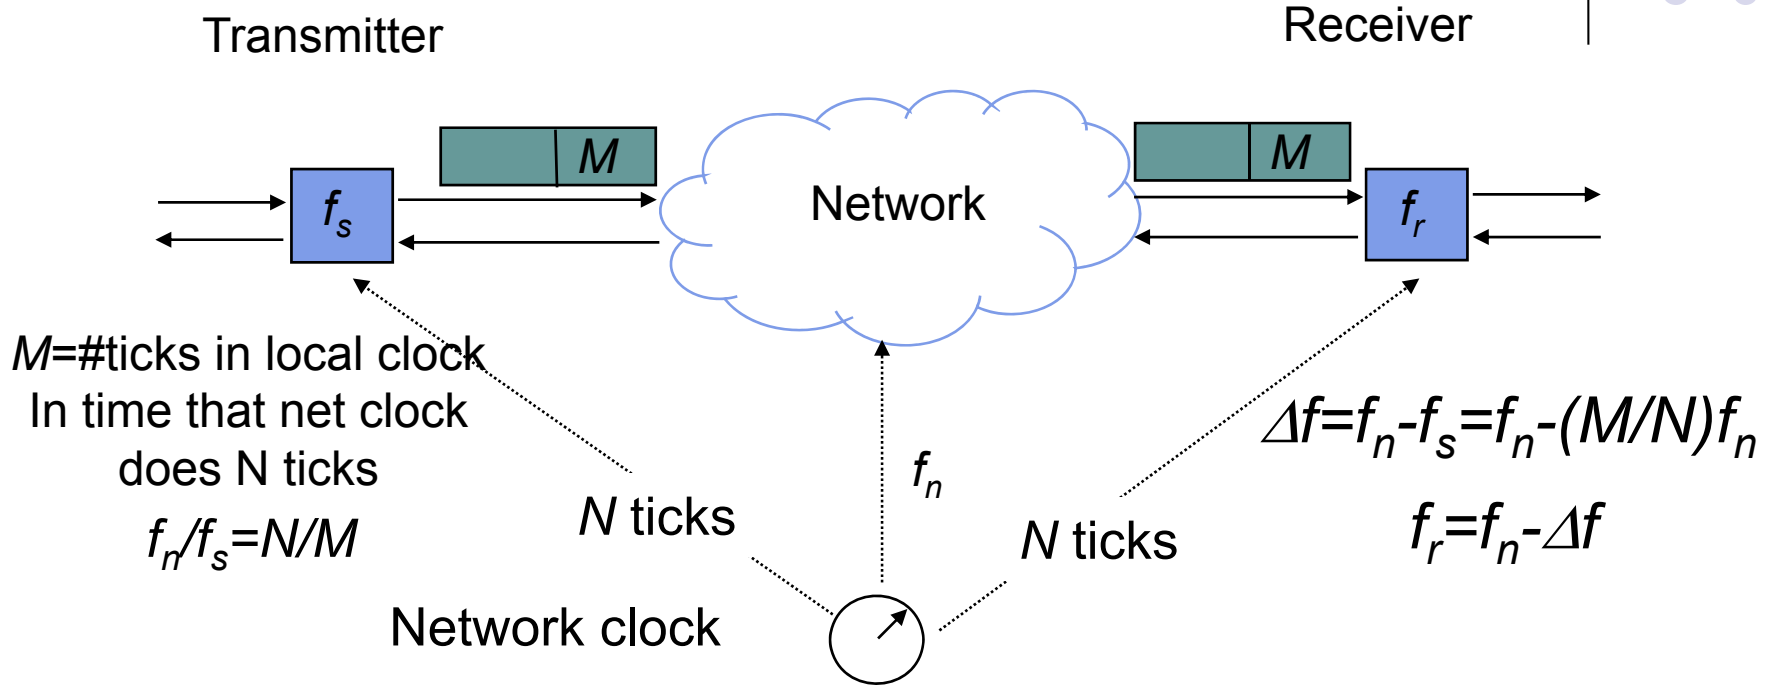 Transmitter
Receiver
M
M
fs
Network
fr
M=#ticks in local clock
In time that net clock
does N ticks
fn/fs=N/M
Δf=fn-fs=fn-(M/N)fn
fr=fn-Δf
fn
N ticks
N ticks
Network clock